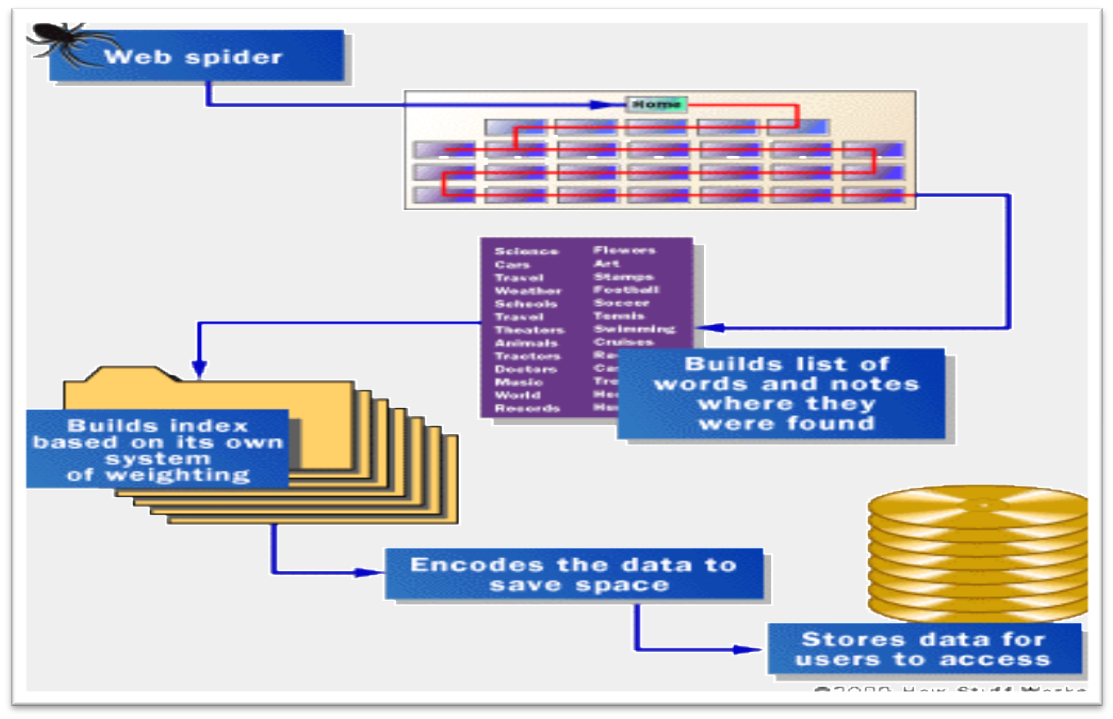 Web spider
Home
Science
Cars
Travel
Weather
Schools
Travel
Theaters
Animals
Tractors
Doctors
Music
World
Records
Flowers
Art
Stamps
Football
Soccer
Tennis
Swimming
Cruises
Builds list of
words and notes
where they
were found
Builds index
based on its own
system
of weighting
Encodes the data to
save space
Stores data for
users to access